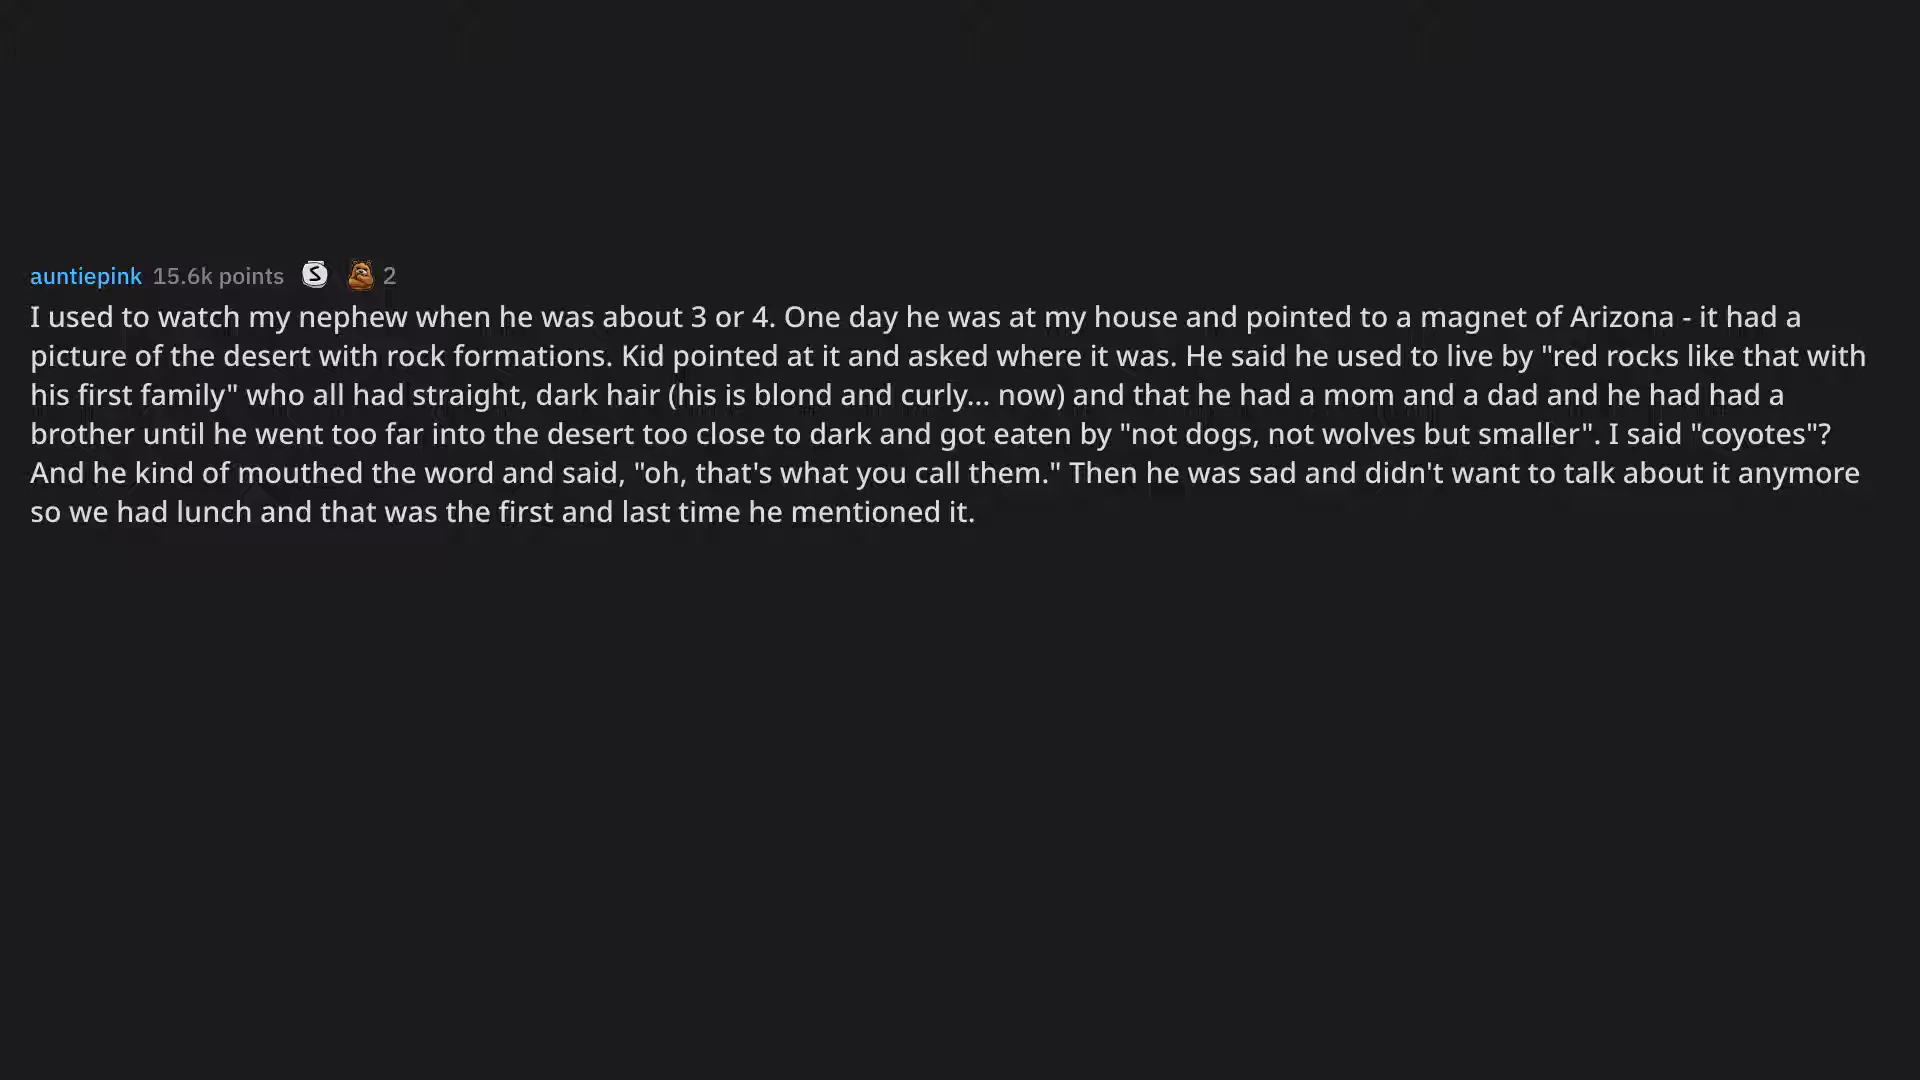 auntiepink 15.6k points S 2
I used to watch my nephew when he was about 3 or 4. One day he was at my house and pointed to a magnet of Arizona - it had a
picture of the desert with rock formations. Kid pointed at it and asked where it was. He said he used to live by "red rocks like that with
his first family" who all had straight, dark hair (his is blond and curly... now) and that he had a mom and a dad and he had had a
brother until he went too far into the desert too close to dark and got eaten by "not dogs, not wolves but smaller". I said "coyotes"?
And he kind of mouthed the word and said, "oh, that's what you call them." Then he was sad and didn't want to talk about it anymore
so we had lunch and that was the first and last time he mentioned it.